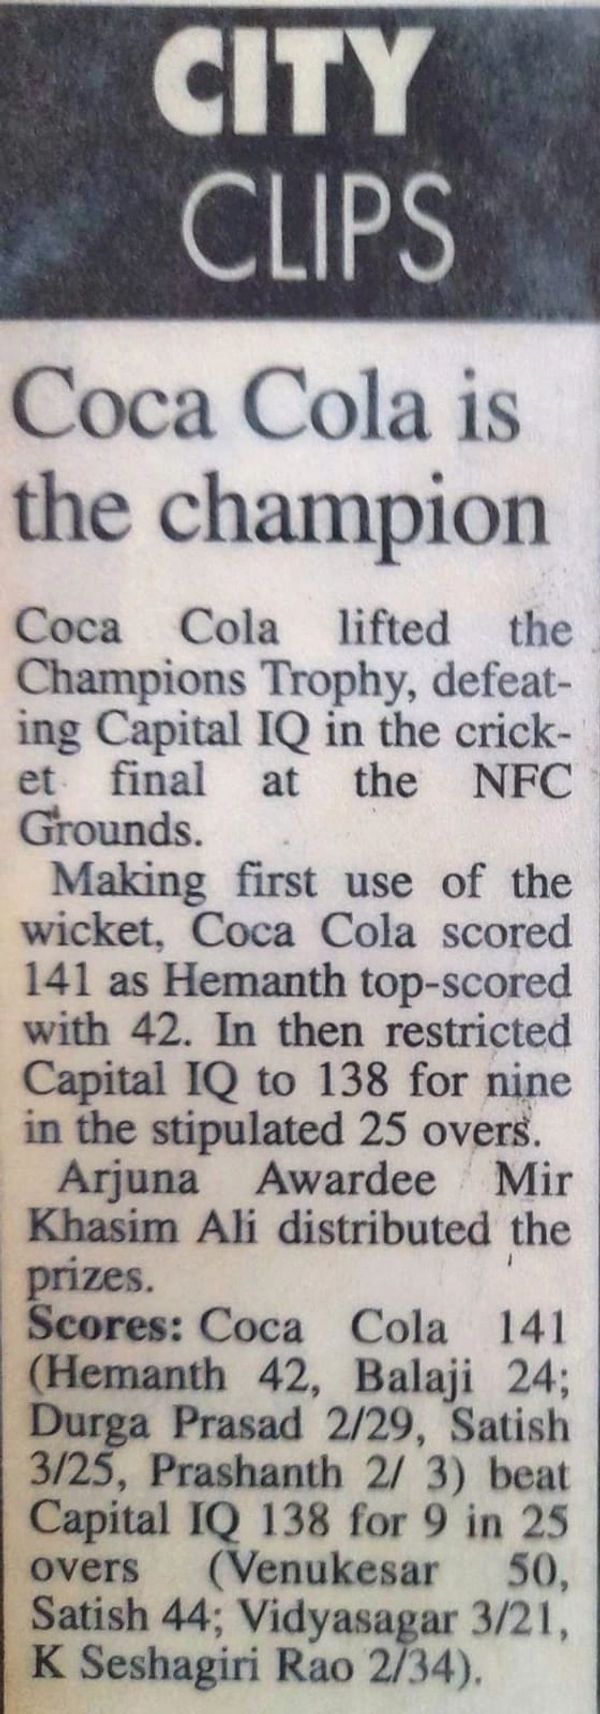 CITY
CLIPS
Coca Cola is
the champion
Coca Cola lifted the
Champions Trophy, defeat-
ing Capital IQ in the crick-
et final at the NFC
Grounds.
Making first use of the
wicket, Coca Cola scored
141 as Hemanth top-scored
with 42. In then restricted
Capital IQ to 138 for nine
in the stipulated 25 overs.
Arjuna Awardee Mir
Khasim Ali distributed the
prizes.
Scores: Coca Cola 141
(Hemanth 42, Balaji 24;
Durga Prasad 2/29, Satish
3/25, Prashanth 2/ 3) beat
Capital IQ 138 for 9 in 25
overs (Venukesar 50,
Satish 44; Vidyasagar 3/21,
K Seshagiri Rao 2/34).